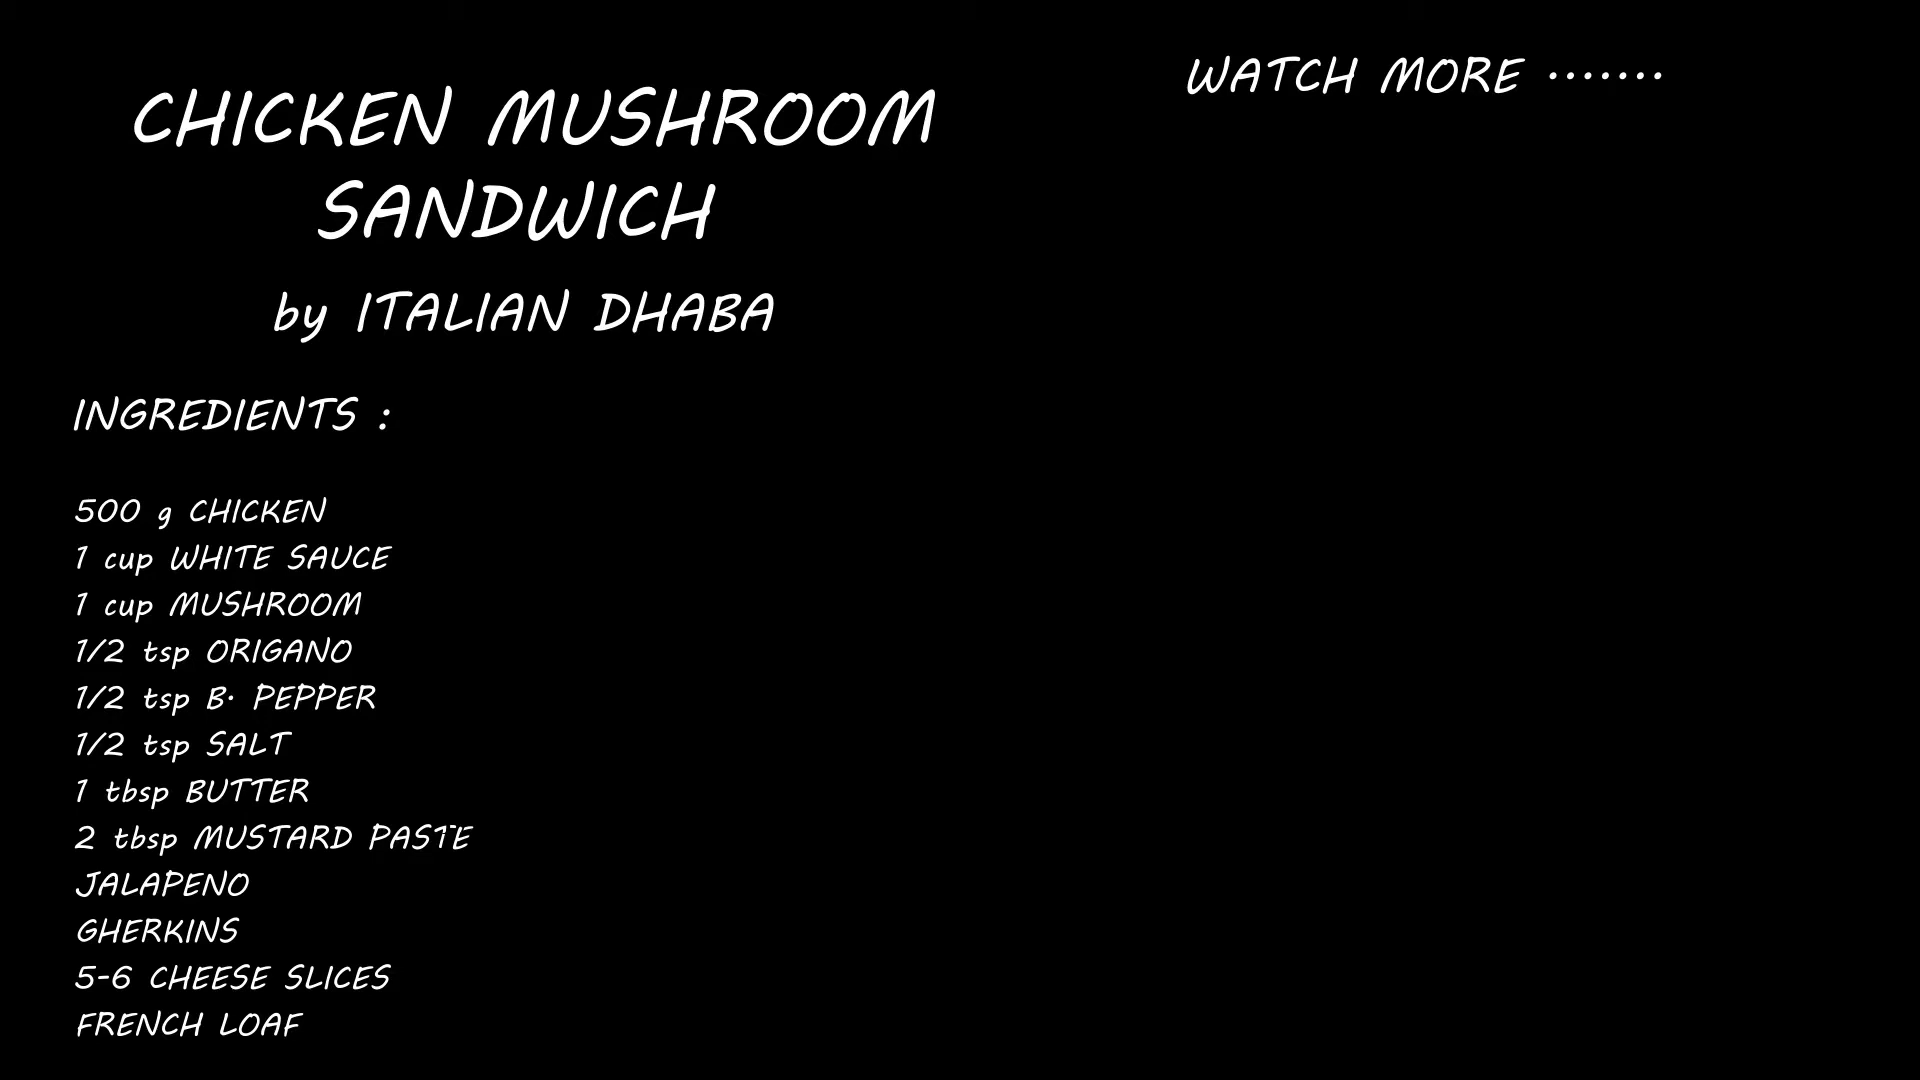 CHICKEN MUSHROOM
SANDWICH
by ITALIAN DHABA
INGREDIENTS :
500 g CHICKEN
1 cup WHITE SAUCE
1 cup MUSHROOM
1/2 tsp ORIGANO
1/2 tsp B. PEPPER
1/2 tsp SALT
1 tbsp BUTTER
2 tbsp MUSTARD PASTE
JALAPENO
GHERKINS
5-6 CHEESE SLICES
FRENCH LOAF
WATCH MORE .......